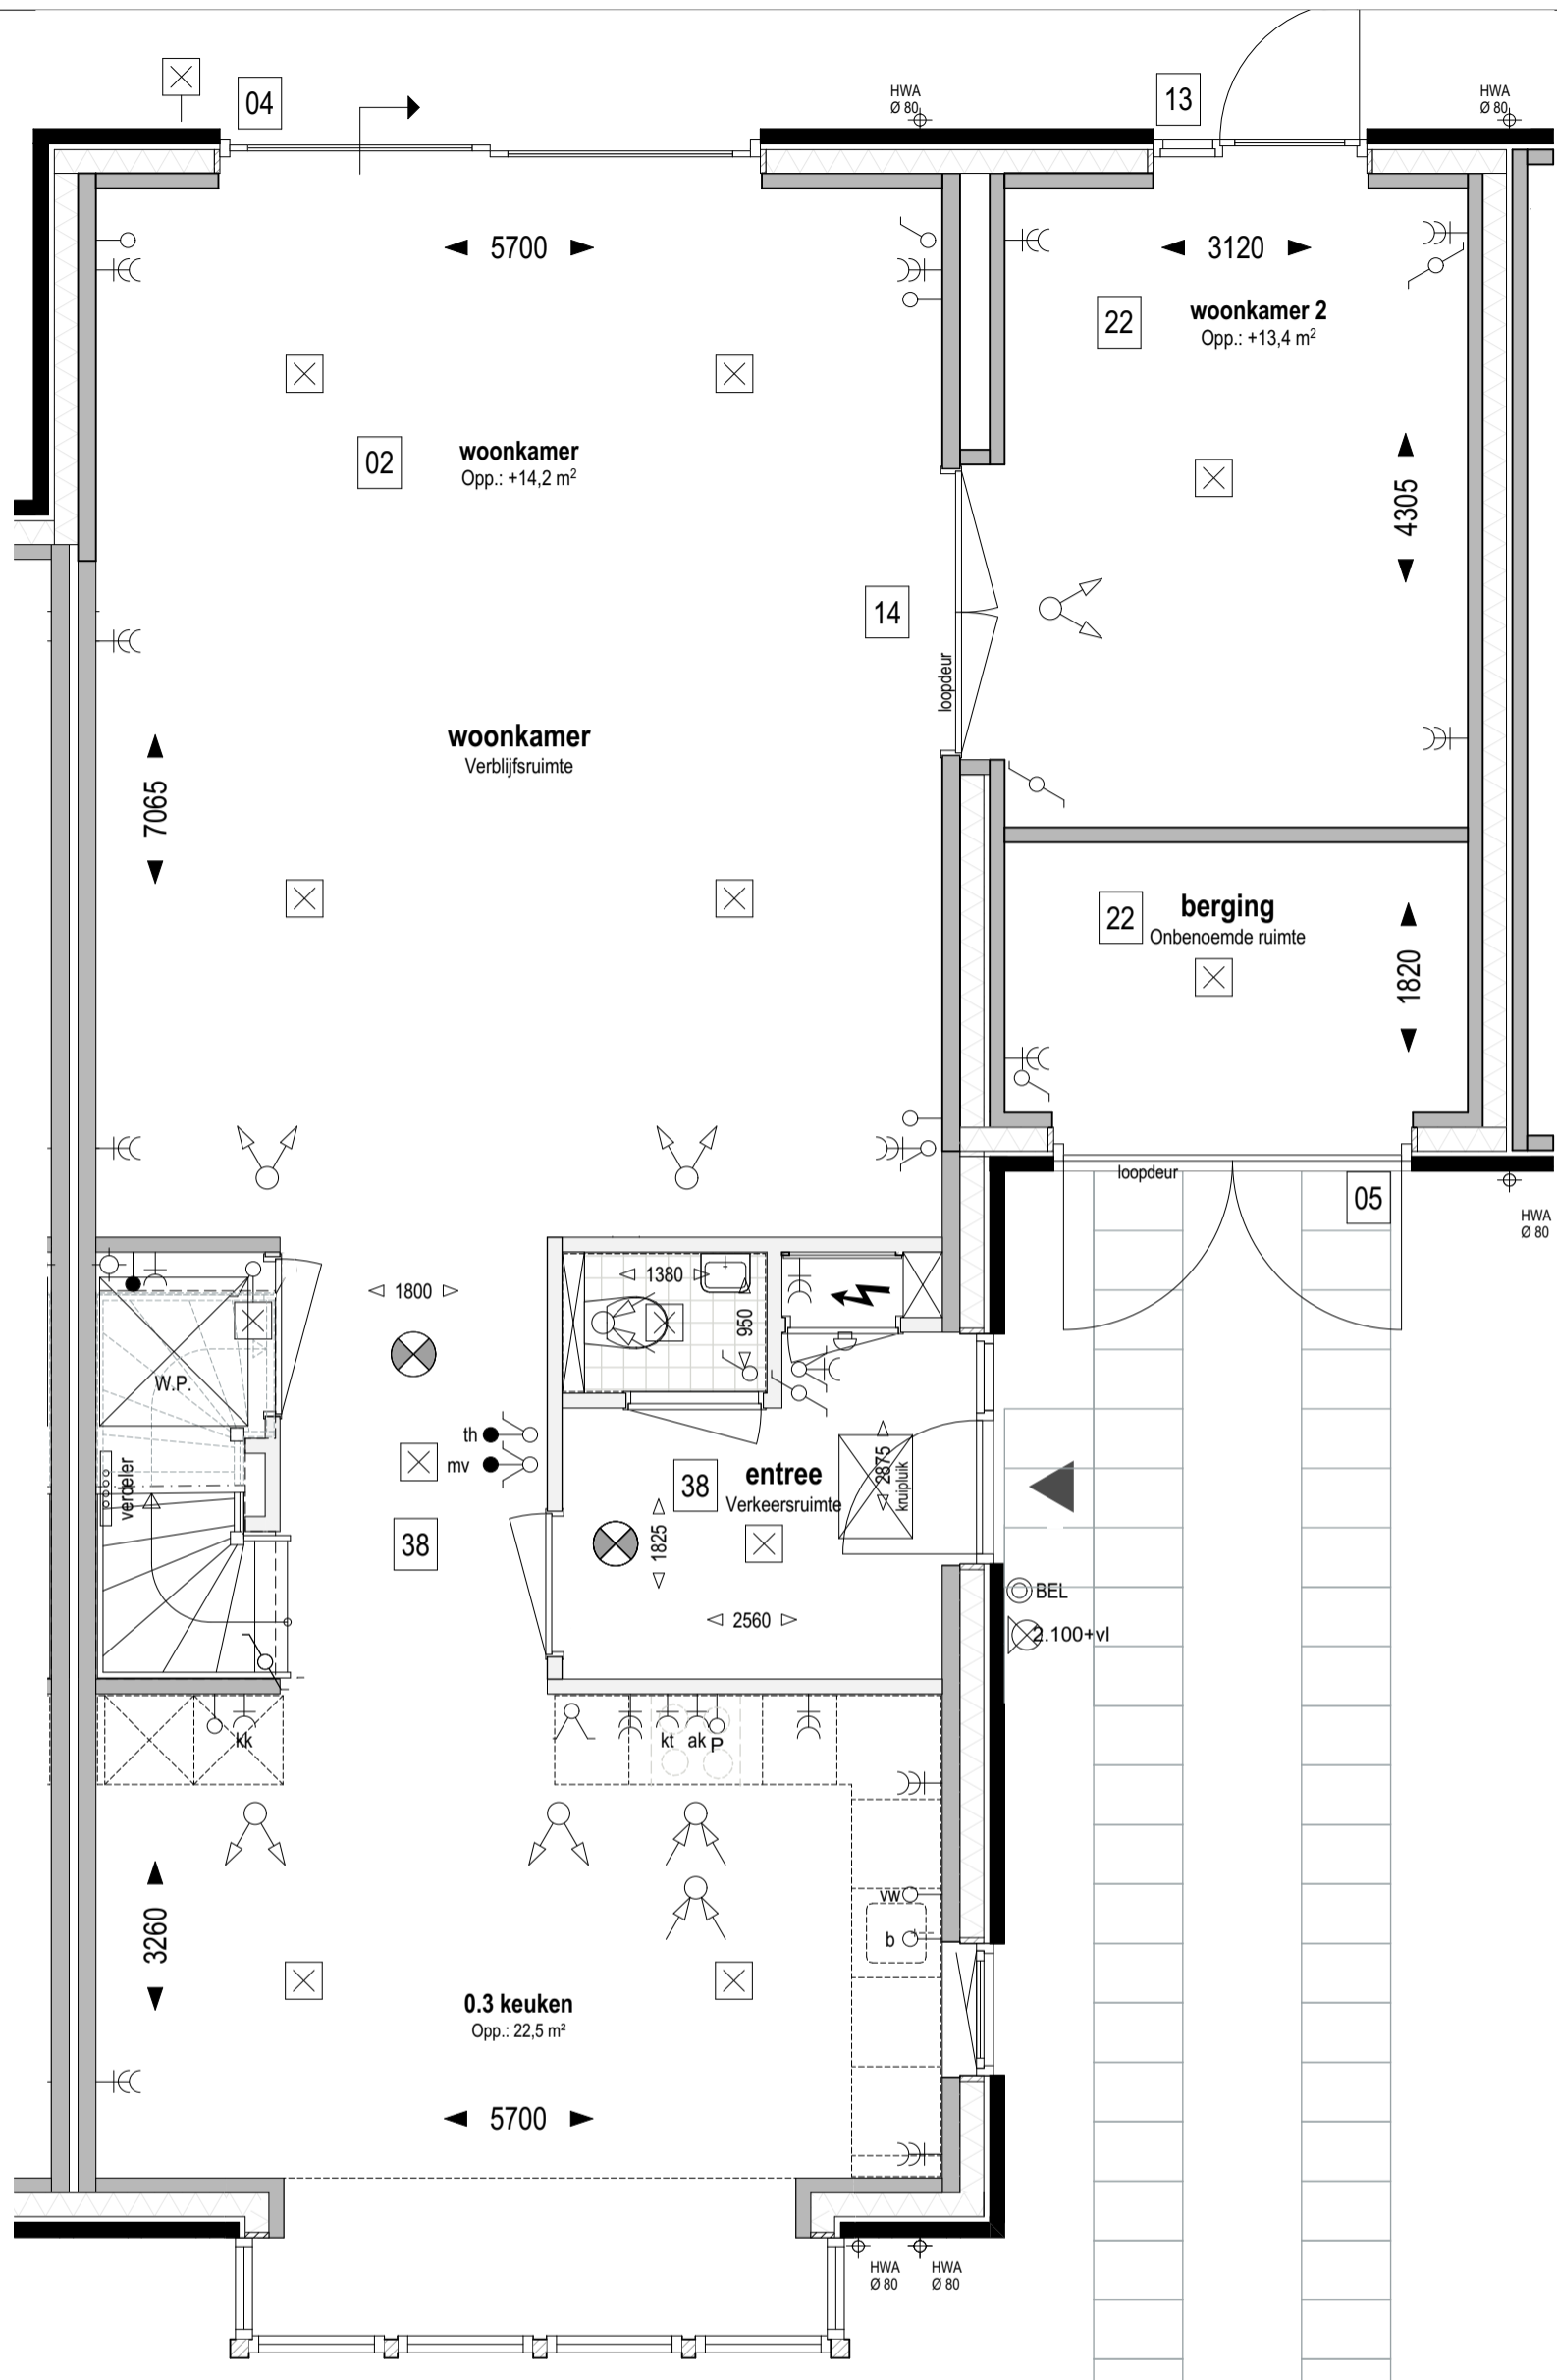 04
HWA
Ø 80
13
HWA
Ø 80
5700
3120
22
woonkamer 2
Opp.: +13,4 m²
02
woonkamer
Opp.: +14,2 m²
4305
14
loopdeur
woonkamer
Verblijfsruimte
7065
22
berging
Onbenoemde ruimte
1820
loopdeur
05
HWA
Ø 80
1800
1380
950
W.P.
th
mv
verdeler
38
38
entree
Verkeersruimte
2875
kruipluik
1825
2560
BEL
2.100+vl
kk
kt
ak
P
vw
b
3260
0.3 keuken
Opp.: 22,5 m²
5700
HWA
Ø 80
HWA
Ø 80